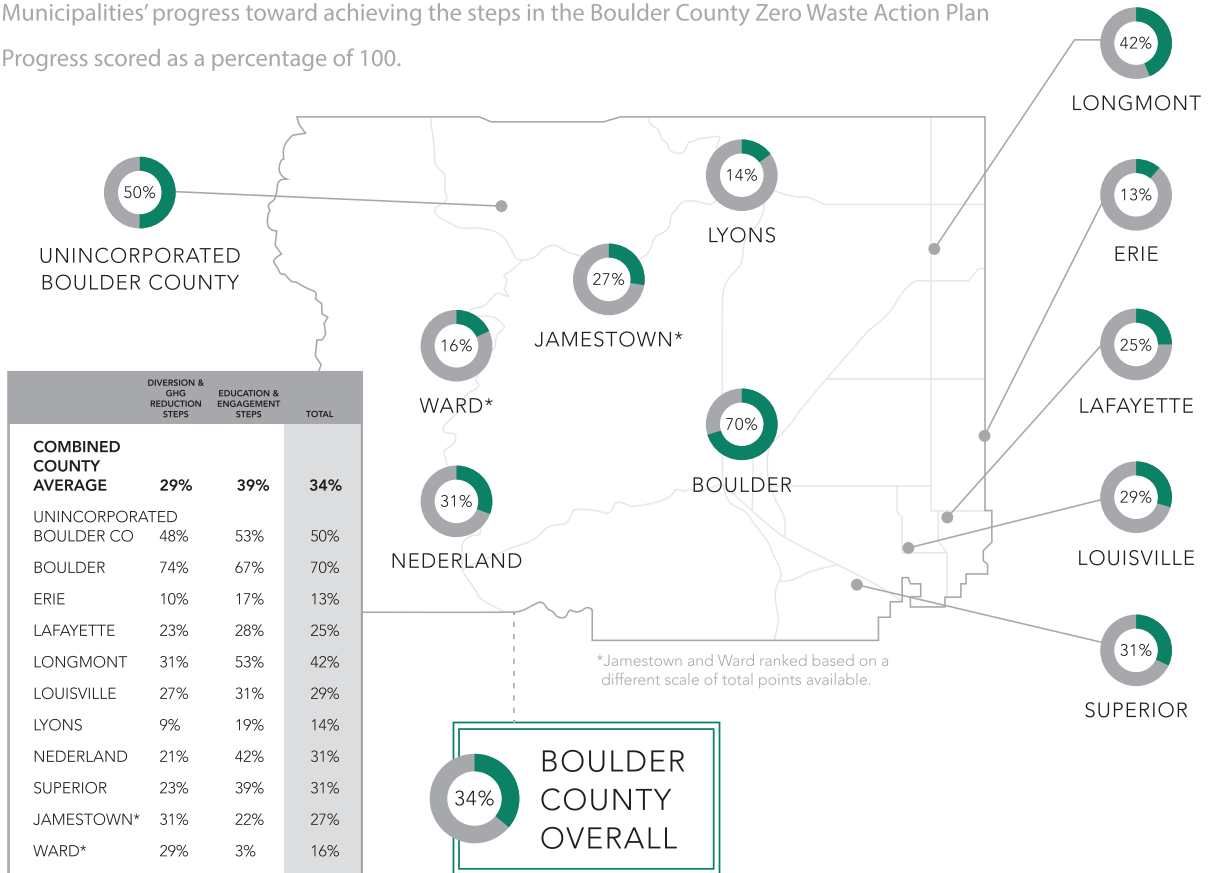 Municipalities' progress toward achieving the steps in the Boulder County Zero Waste Action Plan
Progress scored as a percentage of 100.
42%
LONGMONT
50%
UNINCORPORATED
BOULDER COUNTY
14%
LYONS
13%
ERIE
27%
JAMESTOWN*
16%
WARD*
25%
LAFAYETTE
70%
BOULDER
31%
NEDERLAND
29%
LOUISVILLE
31%
SUPERIOR
DIVERSION &
GHG
REDUCTION
STEPS
EDUCATION &
ENGAGEMENT
STEPS
TOTAL
COMBINED
COUNTY
AVERAGE 29% 39% 34%
UNINCORPORATED
BOULDER CO 48% 53% 50%
BOULDER 74% 67% 70%
ERIE 10% 17% 13%
LAFAYETTE 23% 28% 25%
LONGMONT 31% 53% 42%
LOUISVILLE 27% 31% 29%
LYONS 9% 19% 14%
NEDERLAND 21% 42% 31%
SUPERIOR 23% 39% 31%
JAMESTOWN* 31% 22% 27%
WARD* 29% 3% 16%
*Jamestown and Ward ranked based on a
different scale of total points available.
34%
BOULDER
COUNTY
OVERALL